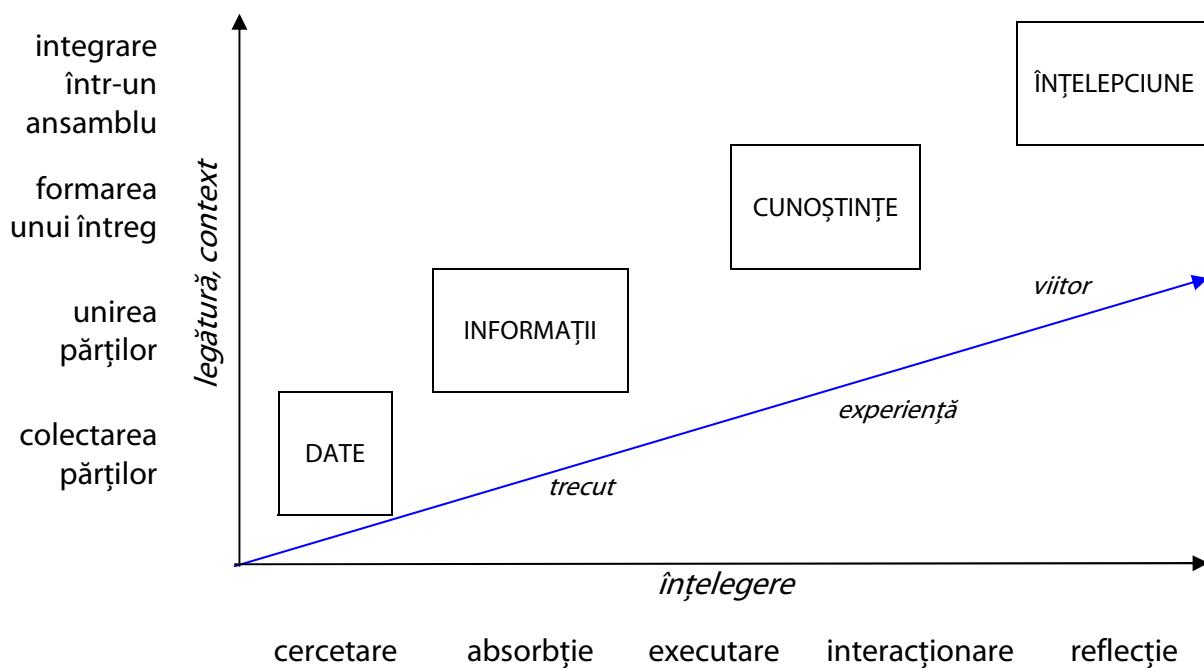 integrare
într-un
ansamblu
formarea
unui întreg
unirea
părților
colectarea
părților
legătură, context
ÎNȚELEPCIUNE
CUNOȘTINȚE
INFORMAȚII
DATE
viitor
experiență
trecut
înțelegere
cercetare absorbție executare interacționare reflecție